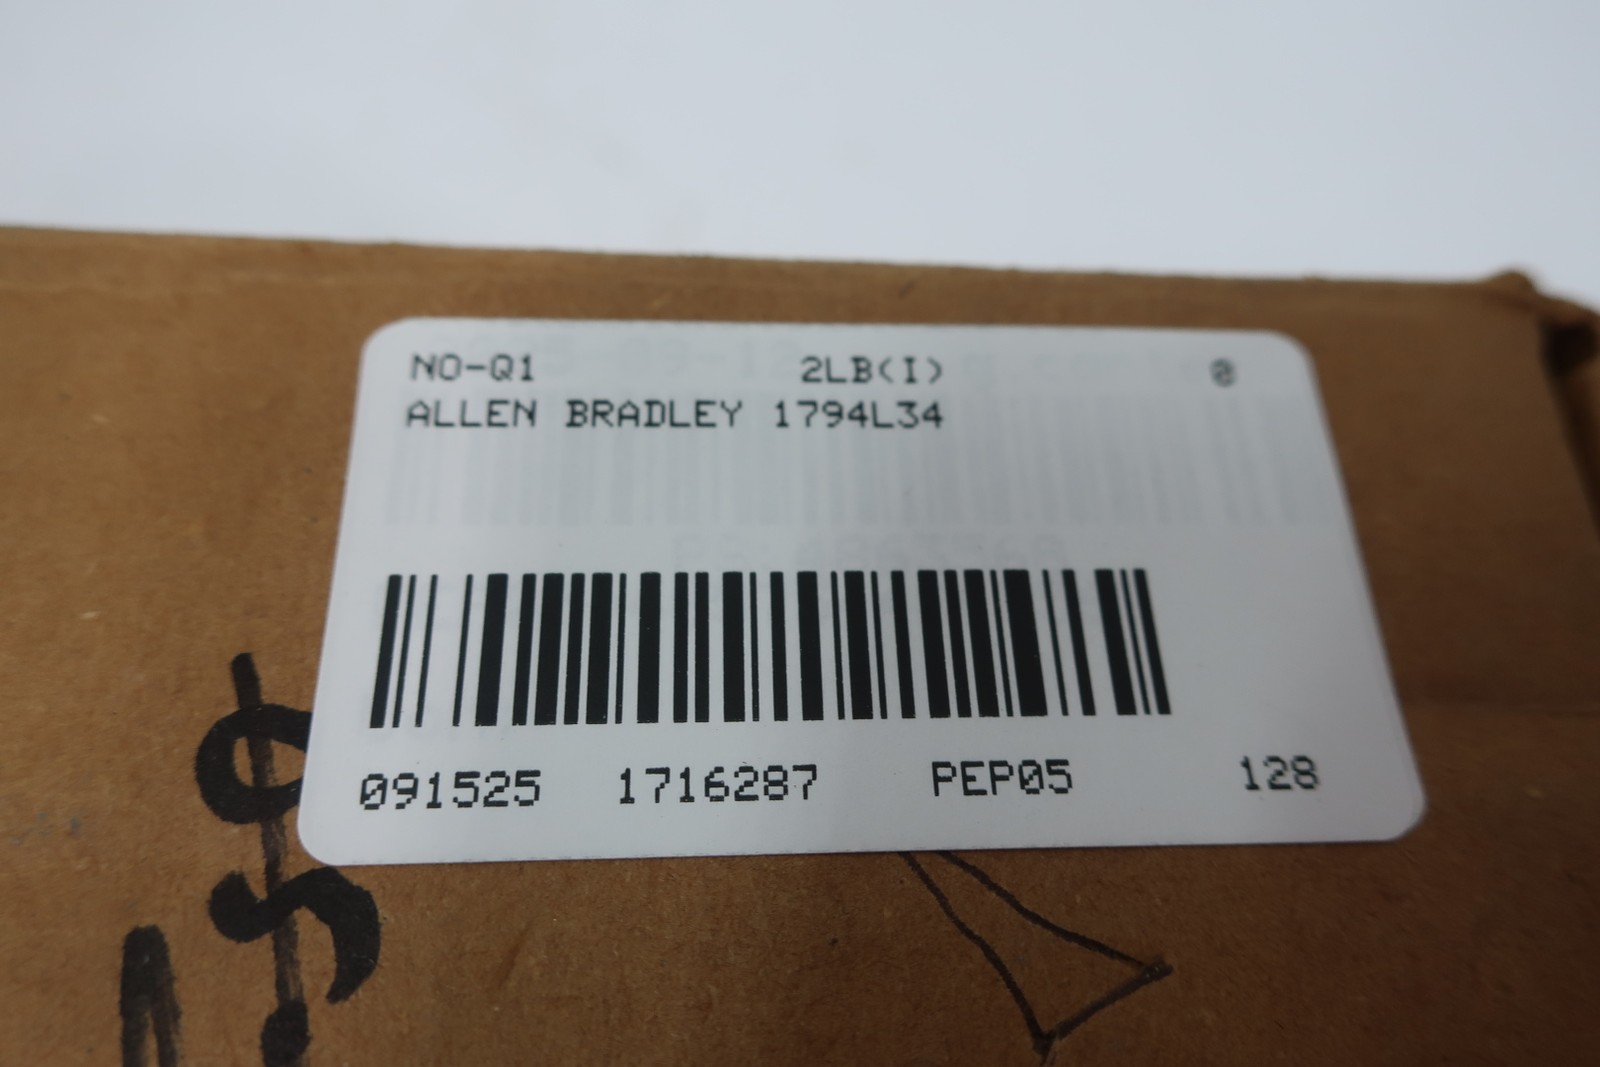 NO-Q1 2LB(I) @
ALLEN BRADLEY 1794L34
091525 1716287 PEP05 128
$